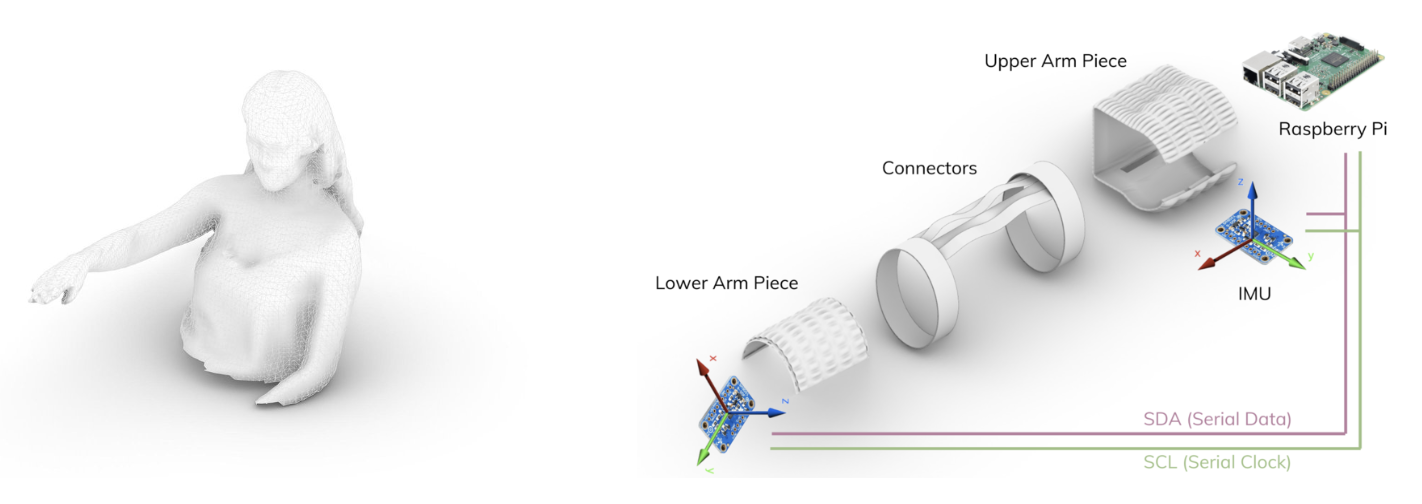 Upper Arm Piece
Raspberry Pi
Connectors
z
x
y
IMU
Lower Arm Piece
x
z
y
SDA (Serial Data)
SCL (Serial Clock)